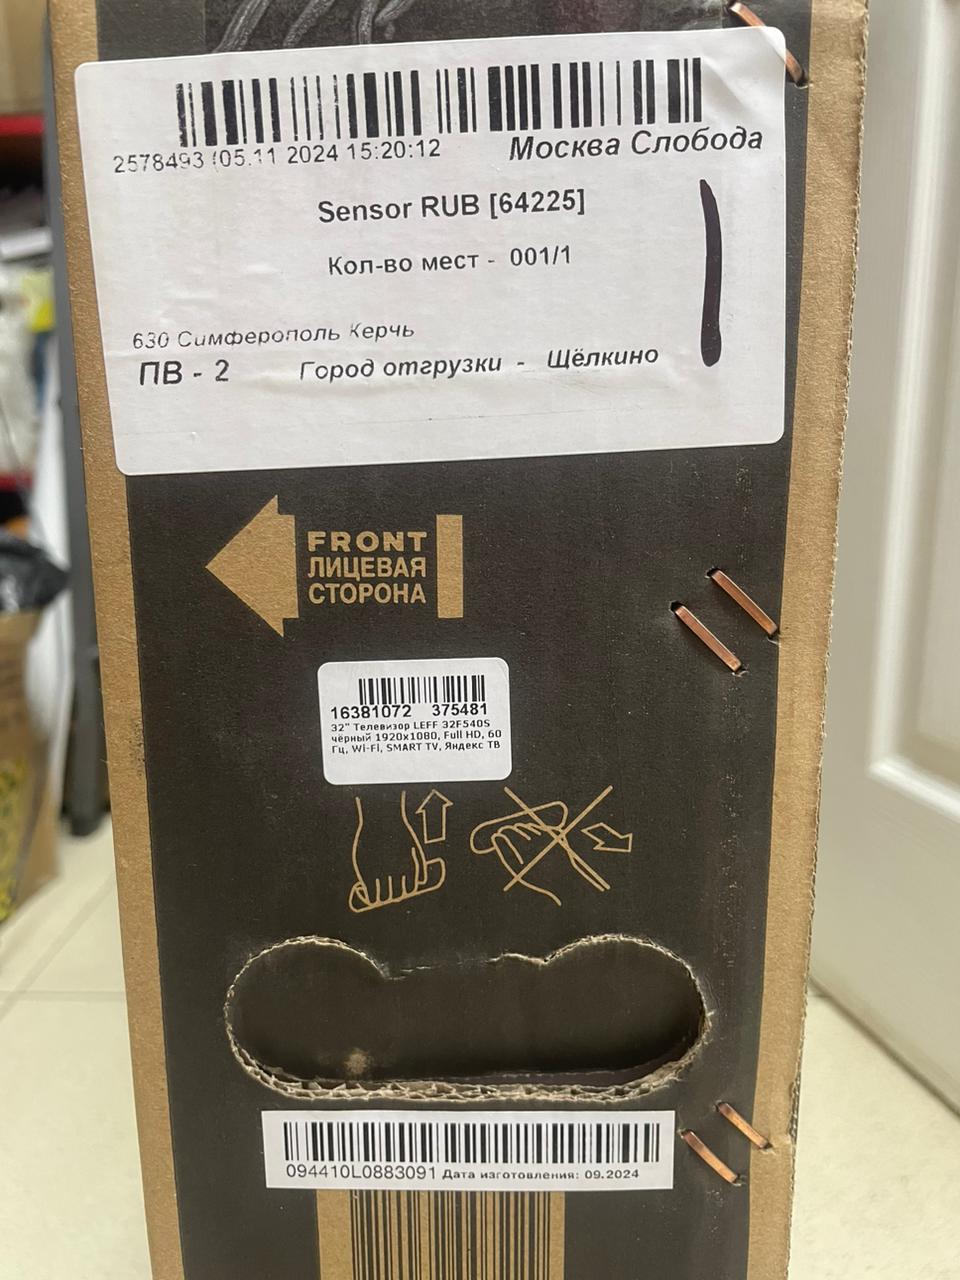 2578493 (05.11 2024 15:20:12
Москва Слобода
Sensor RUB [64225]
Кол-во мест - 001/1
630 Симферополь Керчь
ПВ - 2 Город отгрузки - Щёлкино
FRONT
ЛИЦЕВАЯ
СТОРОНА
16381072 375481
32" Телевизор LEFF 32F540S
чёрный 1920x1080, Full HD, 60
Гц, Wi-Fi, SMART TV, Яндекс ТВ
094410L0883091 Дата изготовления: 09.2024